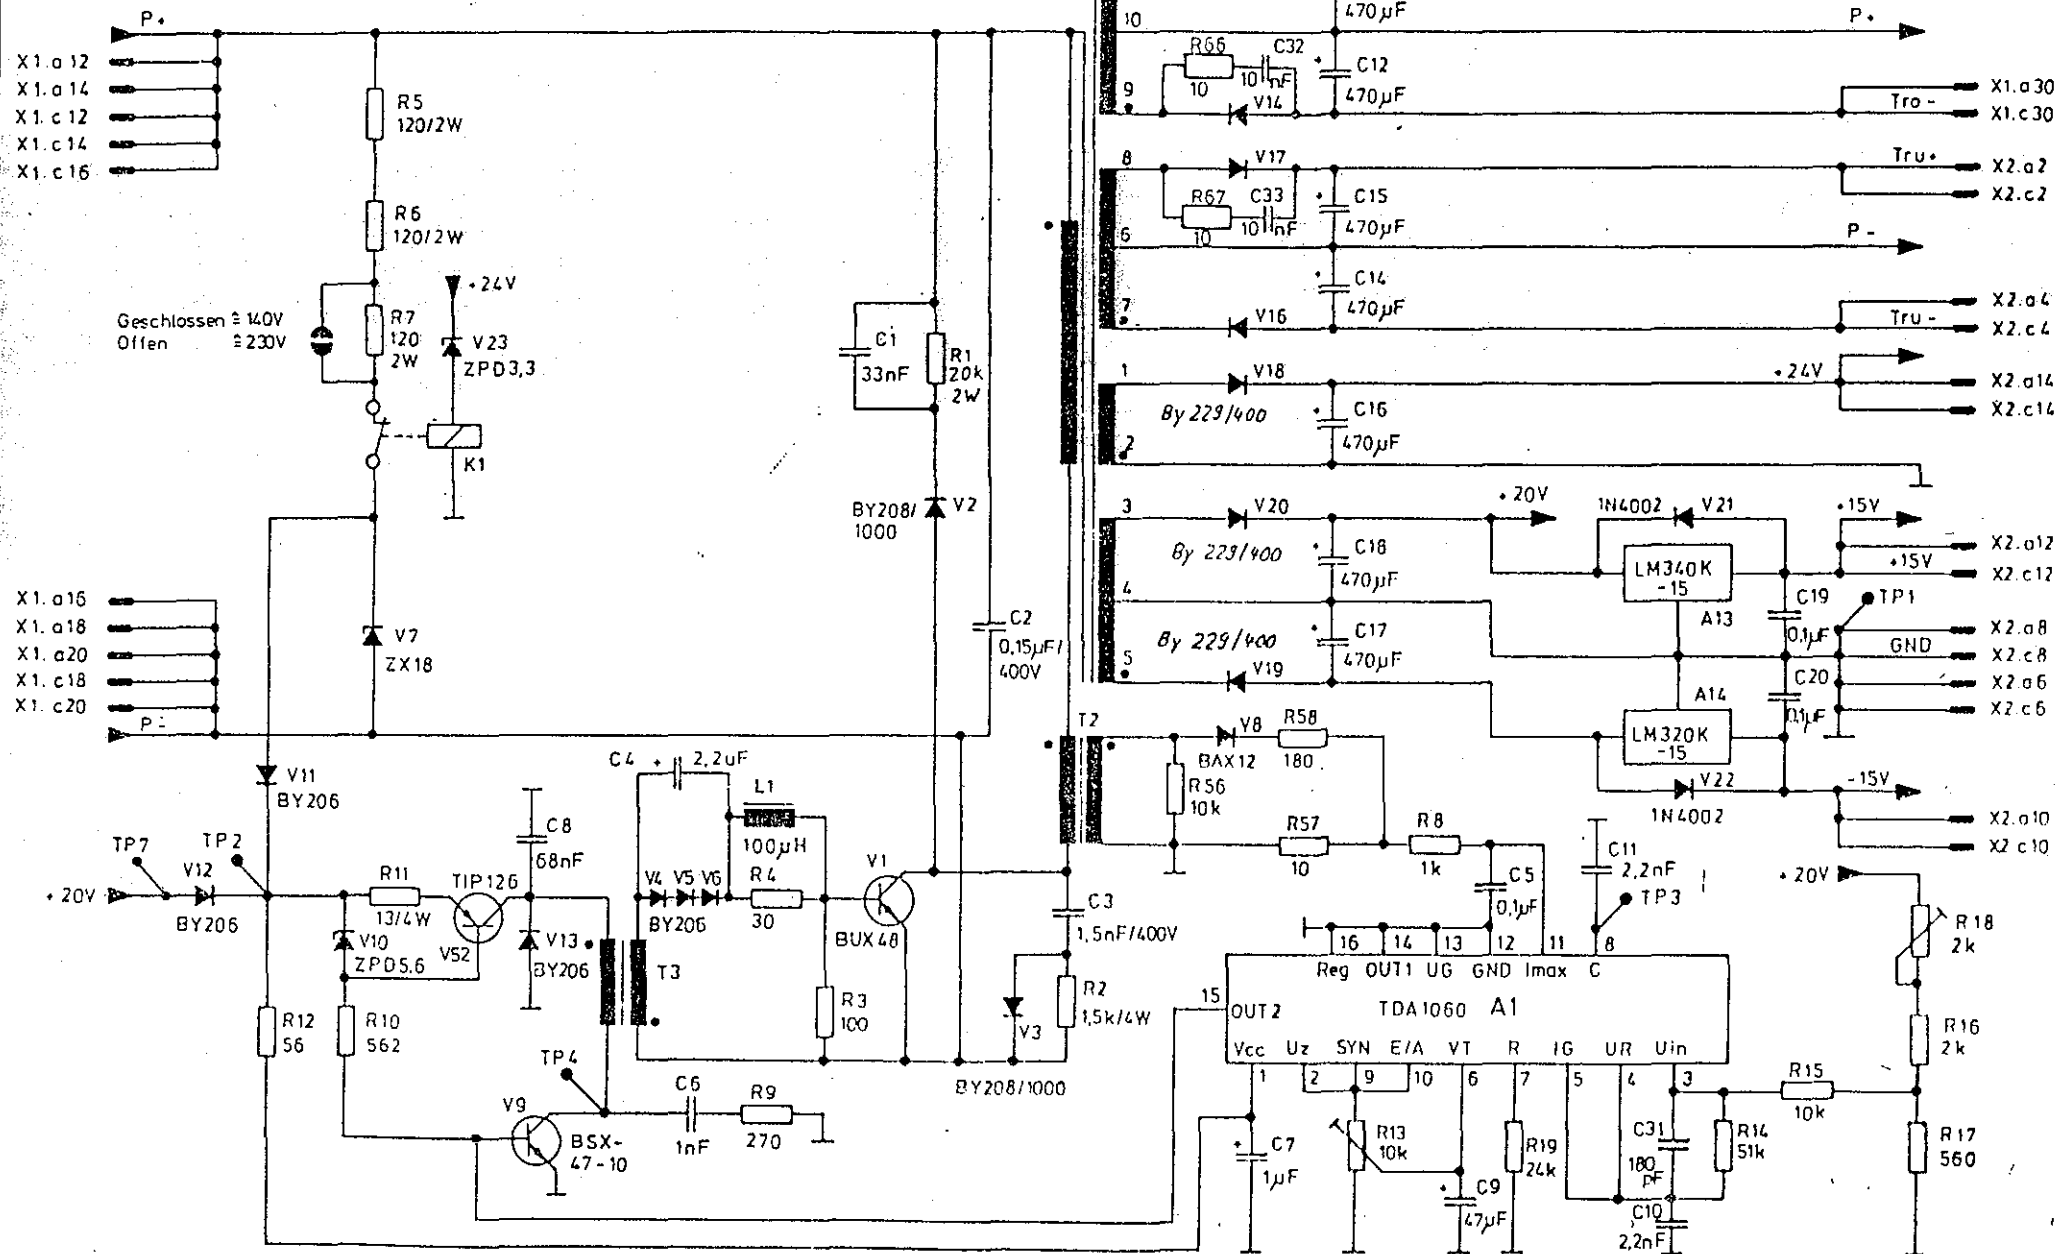 P+
X1.a12
X1.a14
X1.c12
X1.c14
X1.c16
R5
120/2W
R6
120/2W
Geschlossen ≙ 140V
Offen ≙ 230V
R7
120
2W
+24V
V23
ZPD3,3
K1
V7
ZX18
X1.a16
X1.a18
X1.a20
X1.c18
X1.c20
P-
C1
33nF
R1
20k
2W
BY208/
1000
V2
C2
0,15µF/
400V
10
470µF
P+
R66
10
C32
10 nF
C12
470µF
9
V14
Tro-
X1.a30
X1.c30
8
V17
Tru+
X2.a2
X2.c2
R67
10
C33
10 nF
C15
470µF
6
P-
C14
470µF
7
V16
Tru-
X2.a4
X2.c4
1
V18
+24V
X2.a14
X2.c14
By 229/400
C16
470µF
2
3
V20
+20V
1N4002
V21
+15V
X2.a12
+15V
X2.c12
By 229/400
C18
470µF
LM340K
-15
A13
4
C19
0,1µF
TP1
X2.a8
GND
X2.c8
X2.a6
X2.c6
By 229/400
C17
470µF
5
V19
A14
C20
0,1µF
LM320K
-15
V22
1N4002
-15V
X2.a10
X2.c10
T2
V8
BAX12
R58
180
R56
10k
R57
10
R8
1k
C5
0,1µF
C11
2,2nF
TP3
+20V
R18
2k
V11
BY206
TP7
TP2
+20V
V12
BY206
R11
13/4W
TIP126
V52
C8
68nF
V10
ZPD5.6
V13
BY206
T3
C4
+
2,2uF
L1
100µH
V4
V5
V6
BY206
R4
30
V1
BUX48
R3
100
C3
1,5nF/400V
R2
1,5k/4W
V3
BY208/1000
R12
56
R10
562
TP4
V9
BSX-
47-10
C6
1nF
R9
270
16
14
13
12
11
8
Reg
OUT1
UG
GND
Imax
C
15
OUT2
TDA1060
A1
Vcc
Uz
SYN
E/A
VT
R
IG
UR
Uin
1
2
9
10
6
7
5
4
3
R16
2k
R15
10k
C7
1µF
R13
10k
C9
47µF
R19
24k
C31
180
pF
R14
51k
R17
560
C10
2,2nF